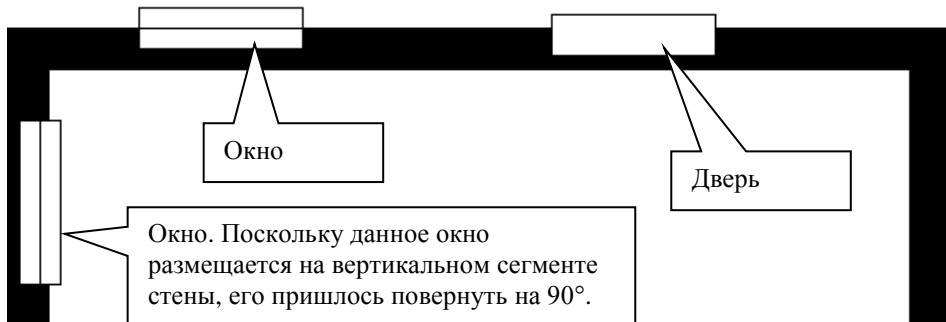 Окно
Дверь
Окно. Поскольку данное окно
размещается на вертикальном сегменте
стены, его пришлось повернуть на 90°.